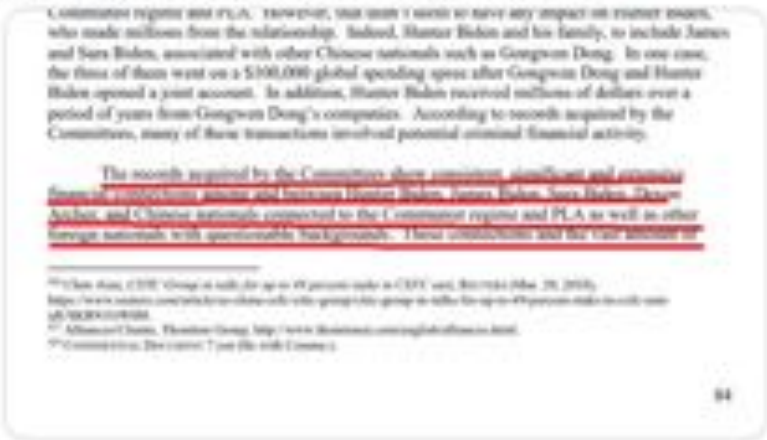 Communist regime and PLA. However, that didn't seem to have any impact on Hunter Biden,
who made millions from the relationship. Indeed, Hunter Biden and his family, to include James
and Sara Biden, associated with other Chinese nationals such as Gongwen Dong. In one case,
the three of them went on a $100,000 global spending spree after Gongwen Dong and Hunter
Biden opened a joint account. In addition, Hunter Biden received millions of dollars over a
period of years from Gongwen Dong's companies. According to records acquired by the
Committees, many of these transactions involved potential criminal financial activity.
The records acquired by the Committees show consistent, significant and extensive
financial connections among and between Hunter Biden, James Biden, Sara Biden, Devon
Archer, and Chinese nationals connected to the Communist regime and PLA as well as other
foreign nationals with questionable backgrounds. These connections and the vast amount of